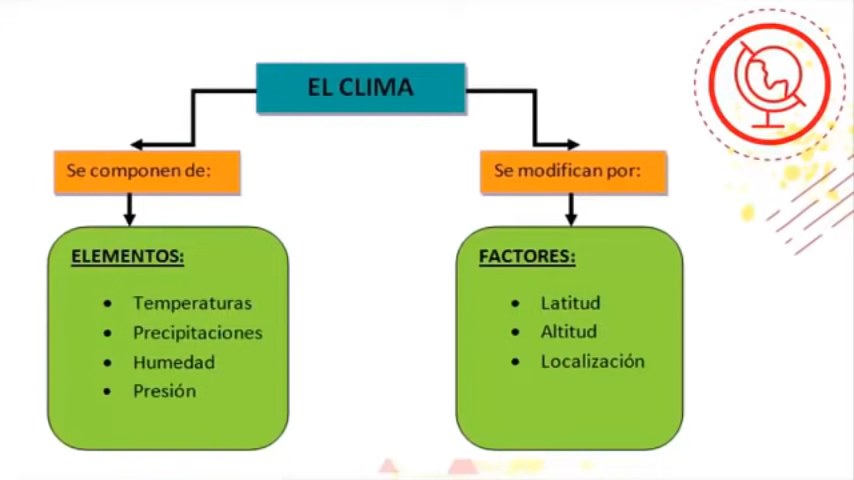 EL CLIMA
Se componen de:
Se modifican por:
ELEMENTOS:
• Temperaturas
• Precipitaciones
• Humedad
• Presión
FACTORES:
• Latitud
• Altitud
• Localización